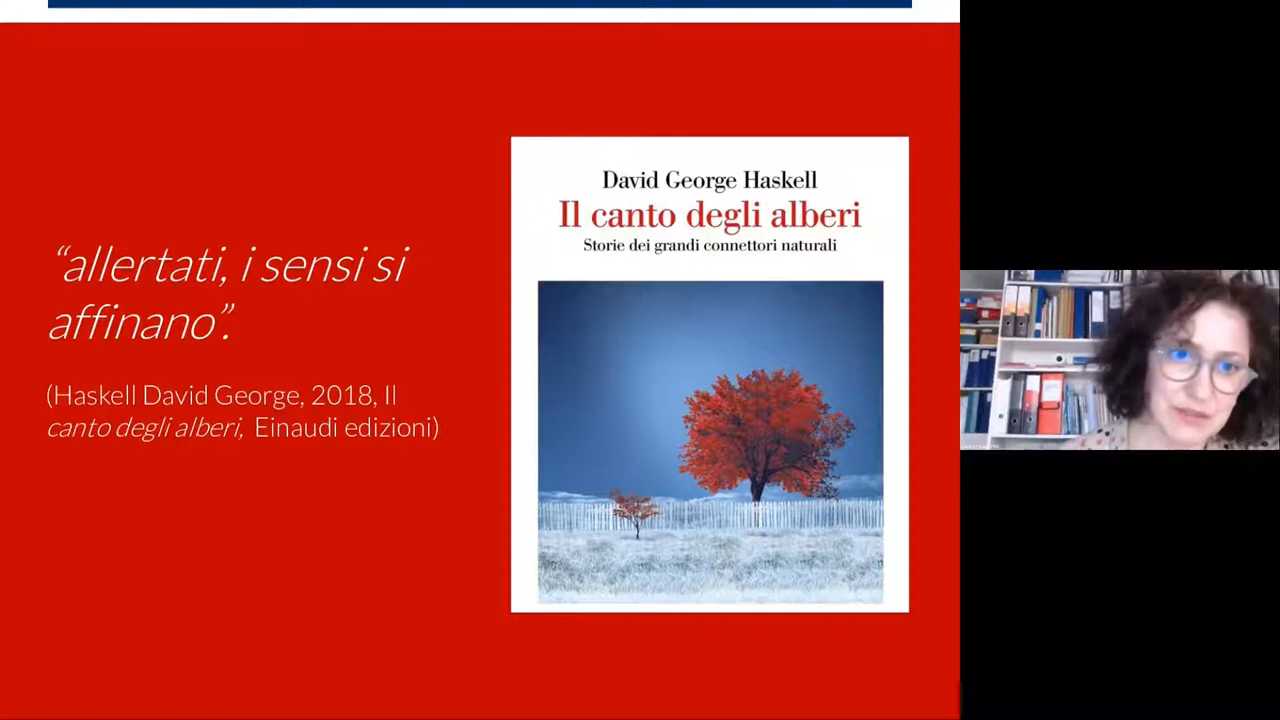 “allertati, i sensi si
affinano”.
(Haskell David George, 2018, Il
canto degli alberi, Einaudi edizioni)
David George Haskell
Il canto degli alberi
Storie dei grandi connettori naturali